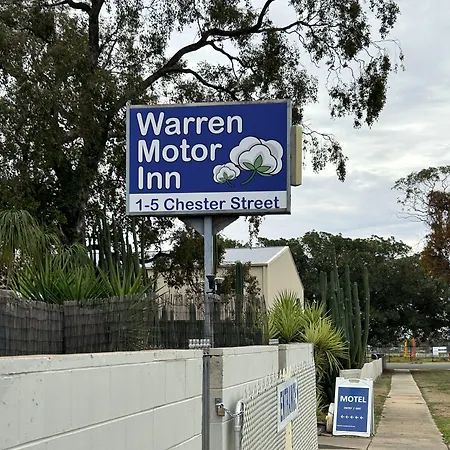 Warren
Motor
Inn
1-5 Chester Street
MOTEL